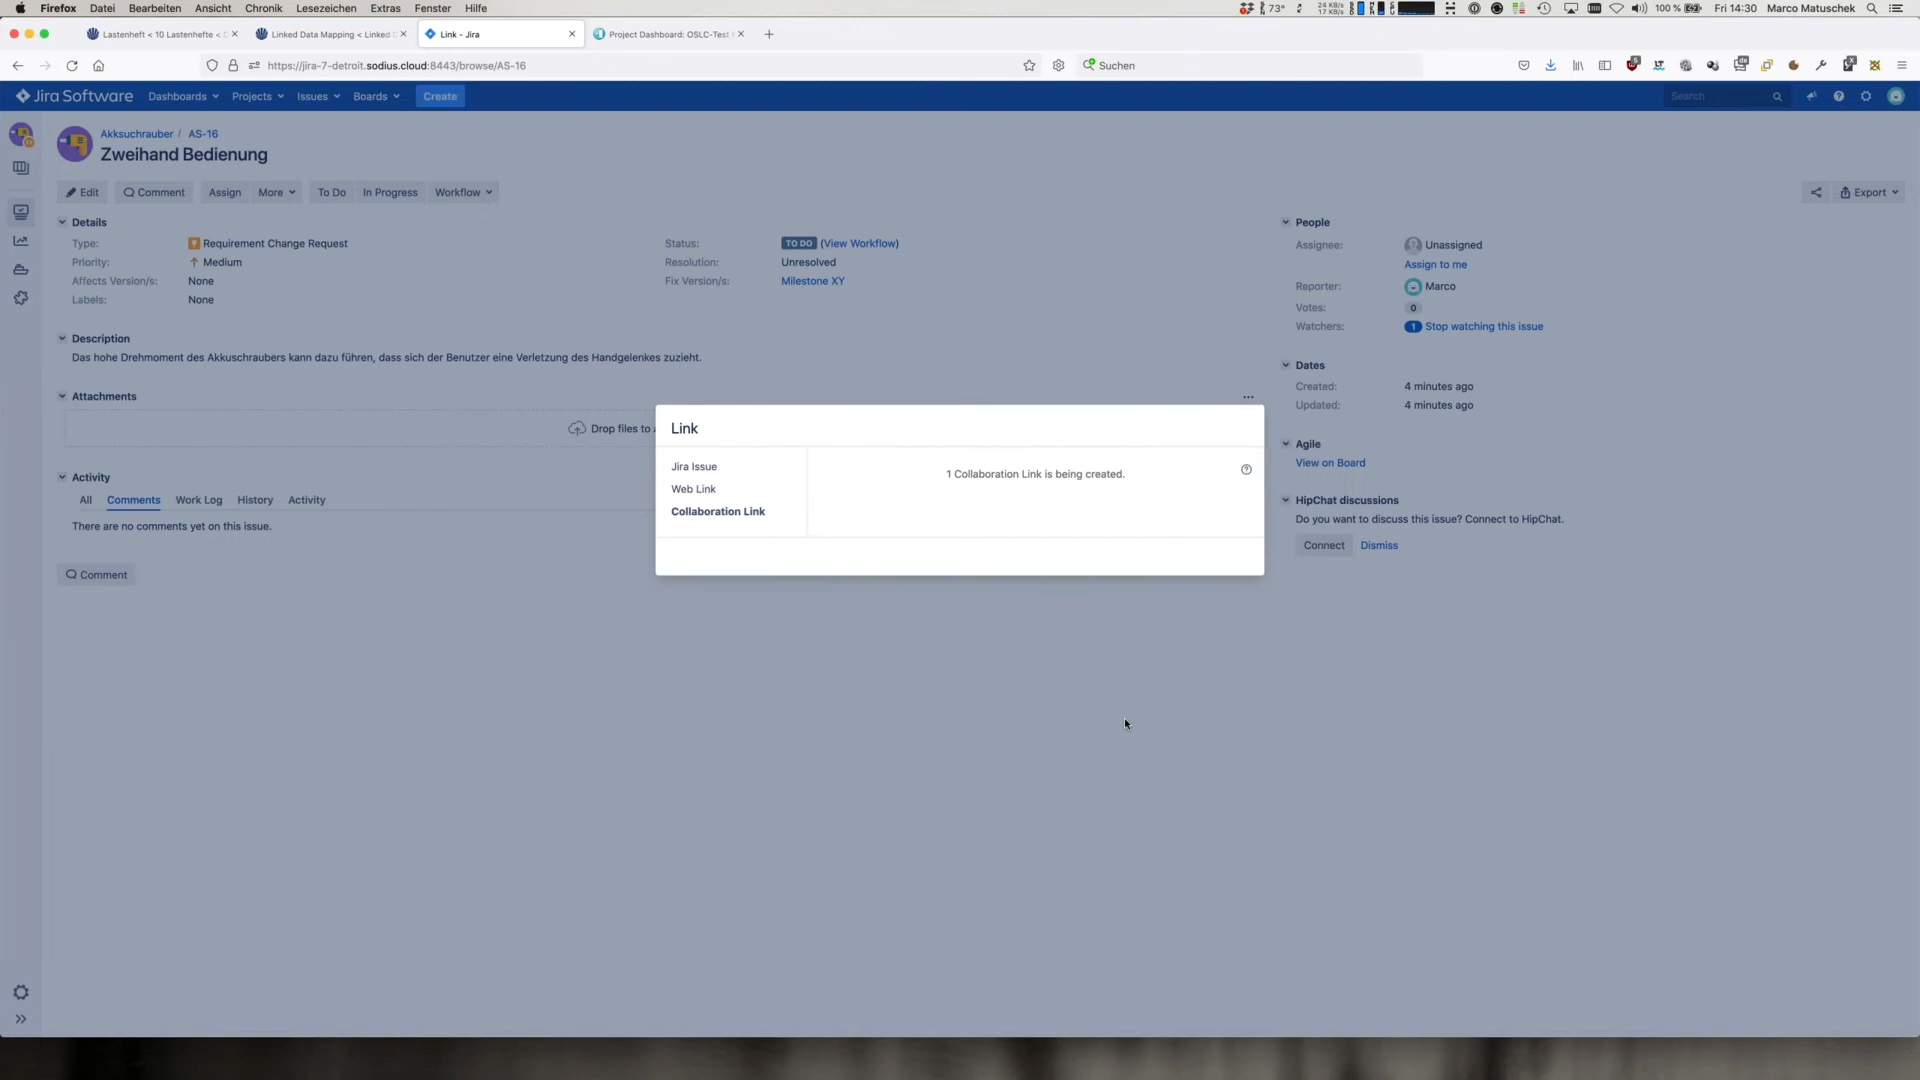 Firefox Datei Bearbeiten Ansicht Chronik Lesezeichen Extras Fenster Hilfe 73° 24 KB/s 17 KB/s 100 % Fri 14:30 Marco Matuschek
Lastenheft < 10 Lastenhefte < Linked Data Mapping < Linked D Link - Jira Project Dashboard: OSLC-Test
https://jira-7-detroit.sodius.cloud:8443/browse/AS-16 Suchen
Jira Software Dashboards Projects Issues Boards Create Search
Akksuchrauber / AS-16
Zweihand Bedienung
Edit Comment Assign More To Do In Progress Workflow Export
Details
Type: Requirement Change Request Status: TO DO (View Workflow)
Priority: Medium Resolution: Unresolved
Affects Version/s: None Fix Version/s: Milestone XY
Labels: None
Description
Das hohe Drehmoment des Akkuschraubers kann dazu führen, dass sich der Benutzer eine Verletzung des Handgelenkes zuzieht.
Attachments
Drop files to a
Activity
All Comments Work Log History Activity
There are no comments yet on this issue.
Comment
Link
Jira Issue
Web Link
Collaboration Link
1 Collaboration Link is being created.
People
Assignee: Unassigned
Assign to me
Reporter: Marco
Votes: 0
Watchers: 1 Stop watching this issue
Dates
Created: 4 minutes ago
Updated: 4 minutes ago
Agile
View on Board
HipChat discussions
Do you want to discuss this issue? Connect to HipChat.
Connect Dismiss